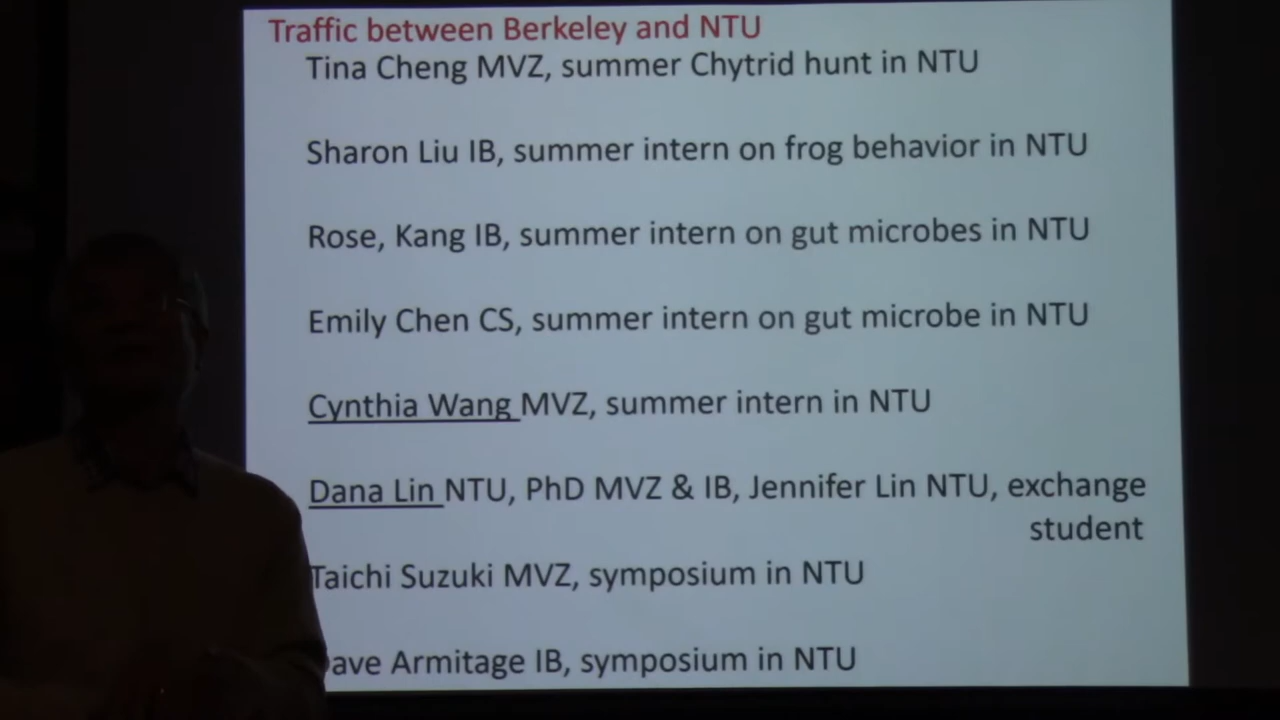 Traffic between Berkeley and NTU
Tina Cheng MVZ, summer Chytrid hunt in NTU
Sharon Liu IB, summer intern on frog behavior in NTU
Rose, Kang IB, summer intern on gut microbes in NTU
Emily Chen CS, summer intern on gut microbe in NTU
Cynthia Wang MVZ, summer intern in NTU
Dana Lin NTU, PhD MVZ & IB, Jennifer Lin NTU, exchange
student
Taichi Suzuki MVZ, symposium in NTU
Dave Armitage IB, symposium in NTU